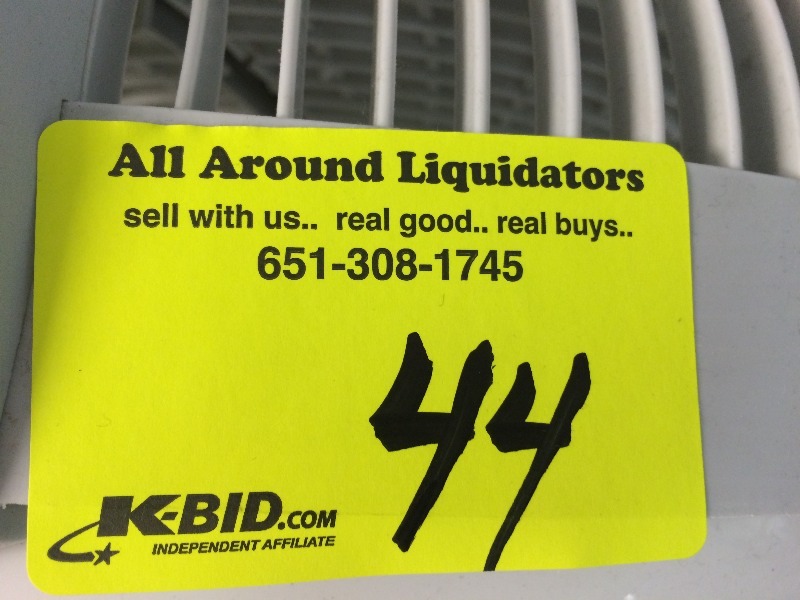 All Around Liquidators
sell with us.. real good.. real buys..
651-308-1745
44
K-BID.COM
INDEPENDENT AFFILIATE